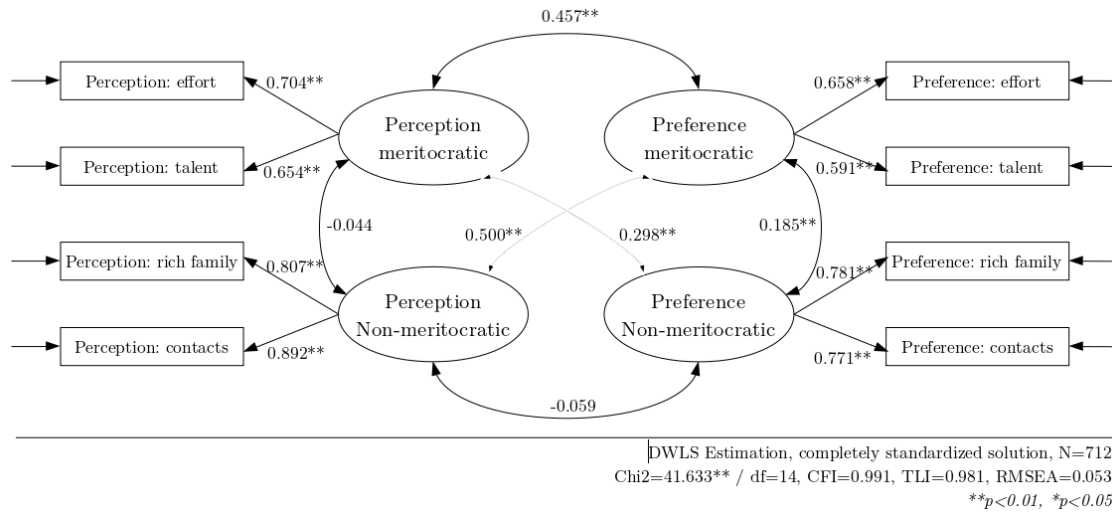 0.457**
Perception: effort
0.704**
0.658**
Preference: effort
Perception
meritocratic
Preference
meritocratic
Perception: talent
0.654**
0.591**
Preference: talent
-0.044
0.500**
0.298**
0.185**
Perception: rich family
0.807**
0.781**
Preference: rich family
Perception
Non-meritocratic
Preference
Non-meritocratic
Perception: contacts
0.892**
0.771**
Preference: contacts
-0.059
DWLS Estimation, completely standardized solution, N=712
Chi2=41.633** / df=14, CFI=0.991, TLI=0.981, RMSEA=0.053
**p<0.01, *p<0.05